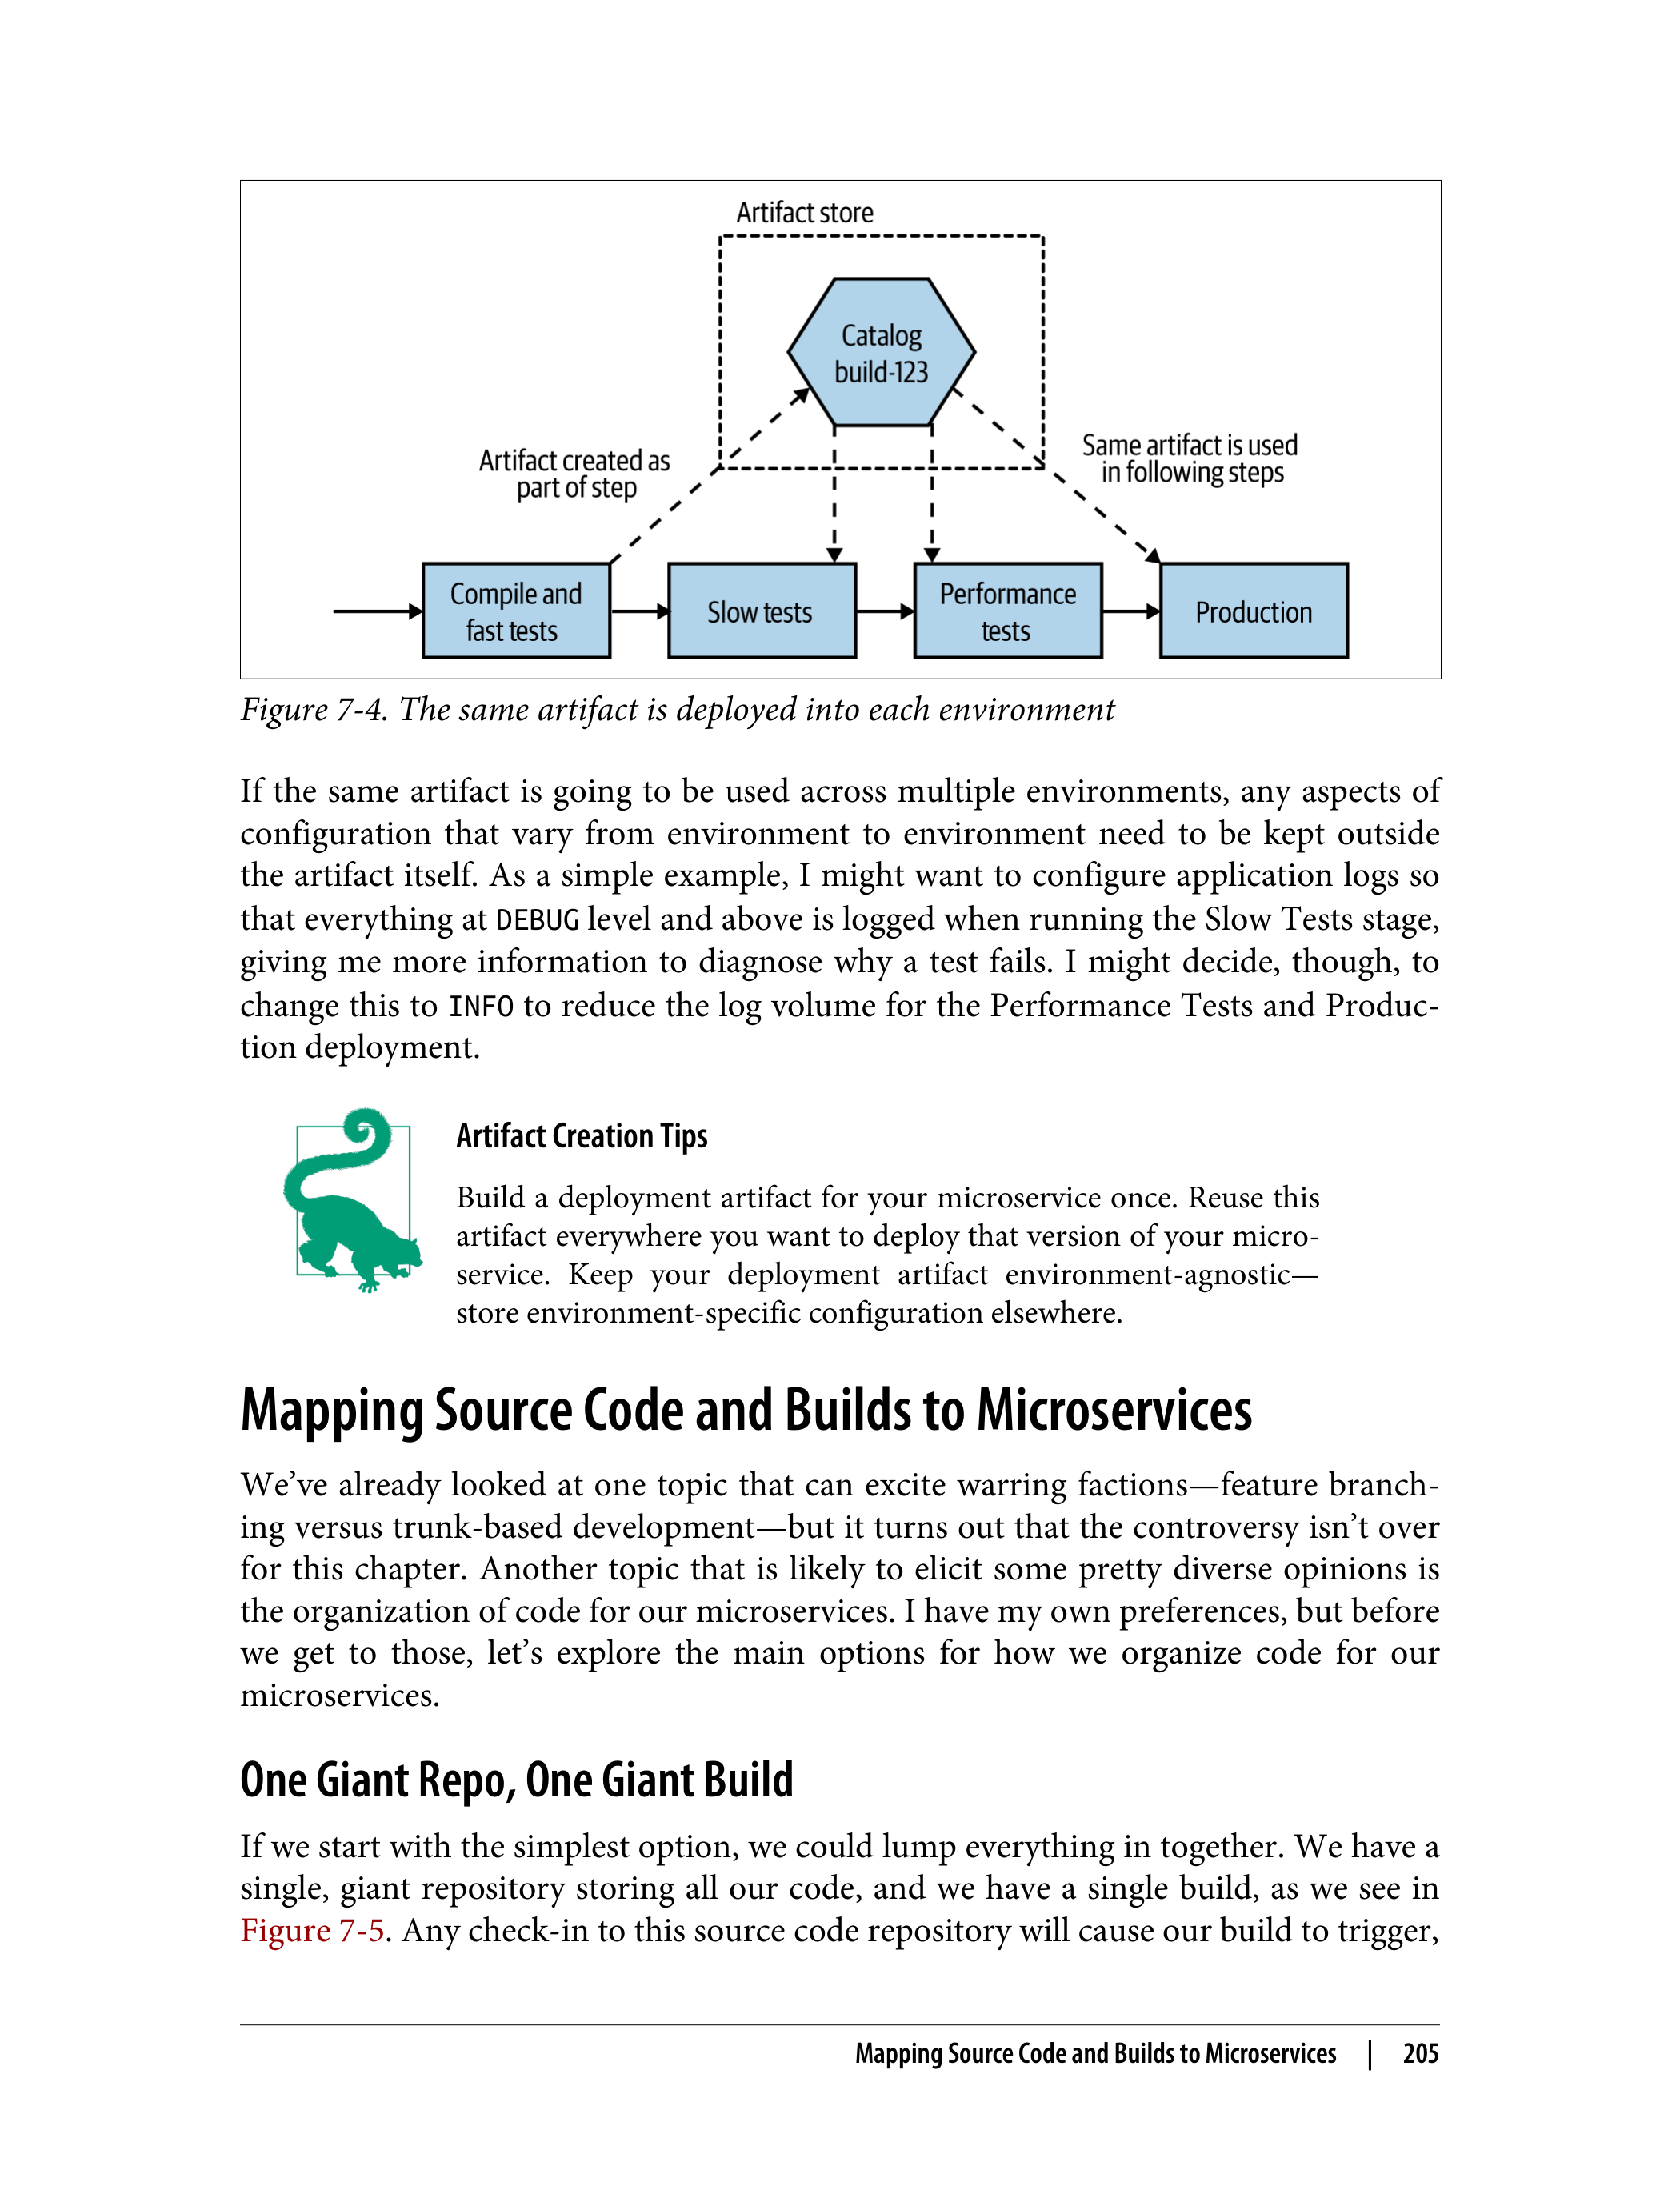 Artifact store
Catalog
build-123
Artifact created as
part of step
Same artifact is used
in following steps
Compile and
fast tests
Slow tests
Performance
tests
Production
Figure 7-4. The same artifact is deployed into each environment
If the same artifact is going to be used across multiple environments, any aspects of
configuration that vary from environment to environment need to be kept outside
the artifact itself. As a simple example, I might want to configure application logs so
that everything at DEBUG level and above is logged when running the Slow Tests stage,
giving me more information to diagnose why a test fails. I might decide, though, to
change this to INFO to reduce the log volume for the Performance Tests and Produc-
tion deployment.
Artifact Creation Tips
Build a deployment artifact for your microservice once. Reuse this
artifact everywhere you want to deploy that version of your micro-
service. Keep your deployment artifact environment-agnostic—
store environment-specific configuration elsewhere.
Mapping Source Code and Builds to Microservices
We’ve already looked at one topic that can excite warring factions—feature branch-
ing versus trunk-based development—but it turns out that the controversy isn’t over
for this chapter. Another topic that is likely to elicit some pretty diverse opinions is
the organization of code for our microservices. I have my own preferences, but before
we get to those, let’s explore the main options for how we organize code for our
microservices.
One Giant Repo, One Giant Build
If we start with the simplest option, we could lump everything in together. We have a
single, giant repository storing all our code, and we have a single build, as we see in
Figure 7-5. Any check-in to this source code repository will cause our build to trigger,
Mapping Source Code and Builds to Microservices | 205